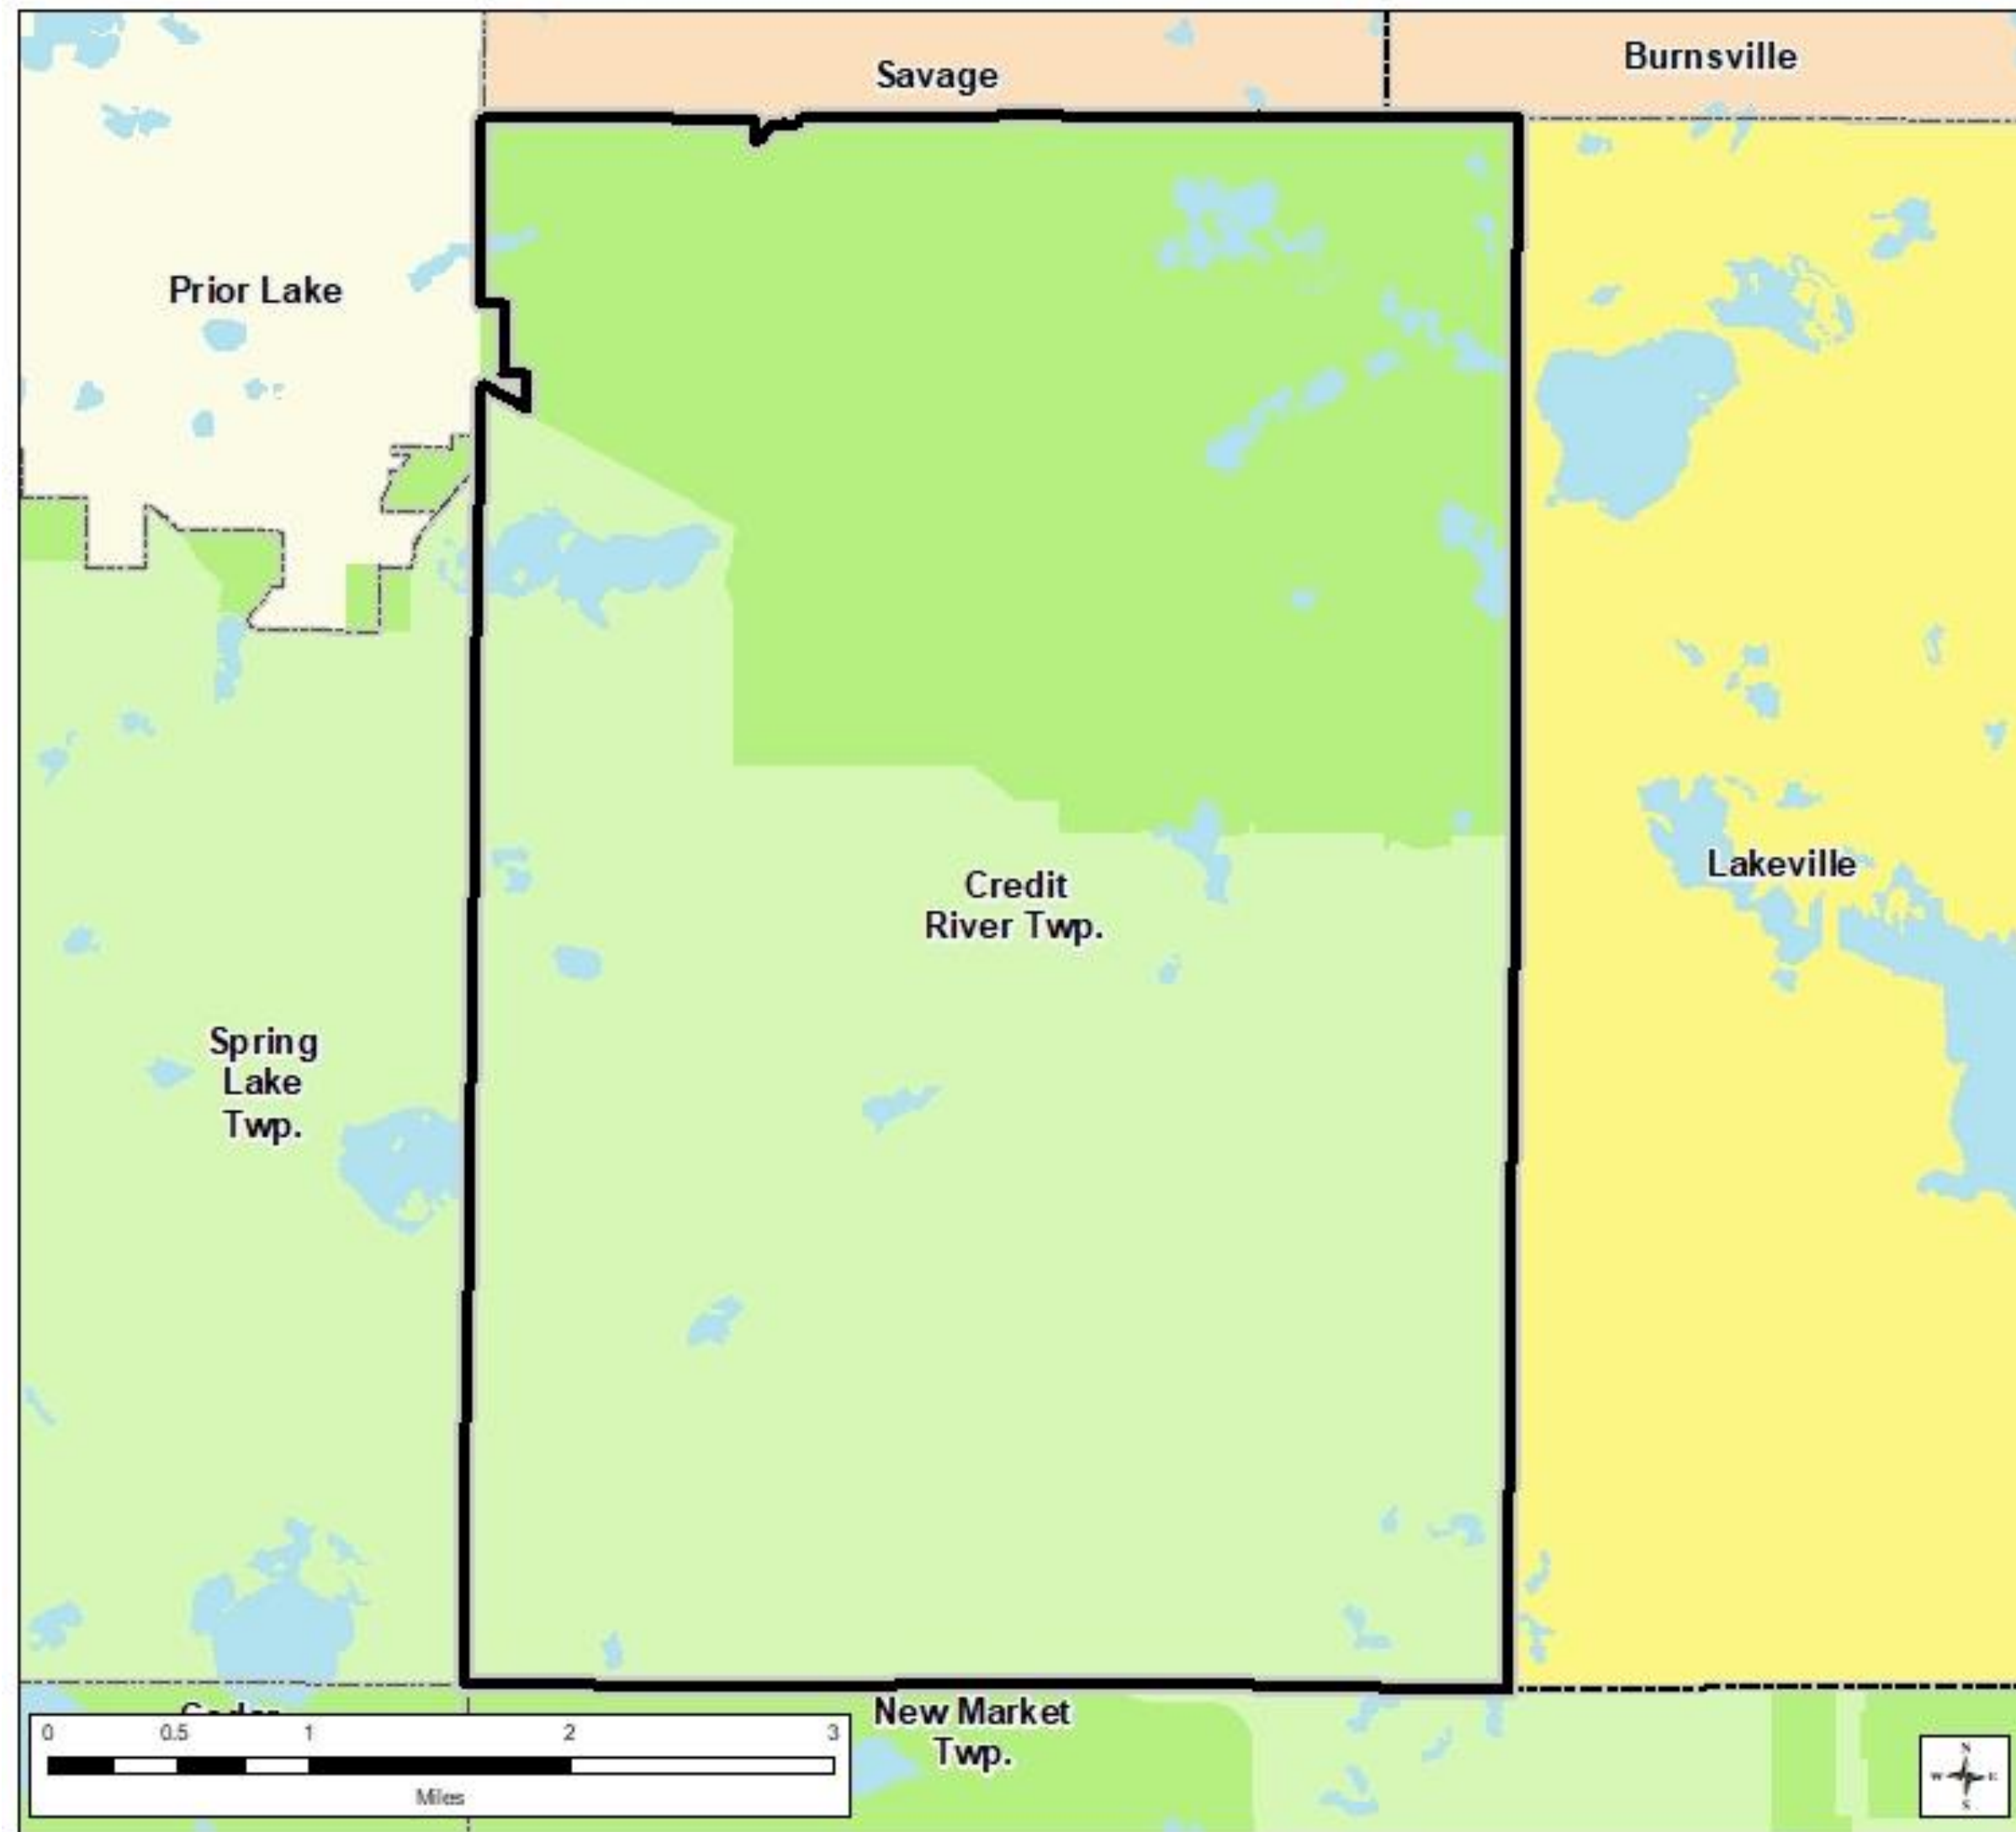 Savage
Burnsville
Prior Lake
Lakeville
Credit
River Twp.
Spring
Lake
Twp.
New Market
Twp.
0 0.5 1 2 3
Miles
N
W E
S